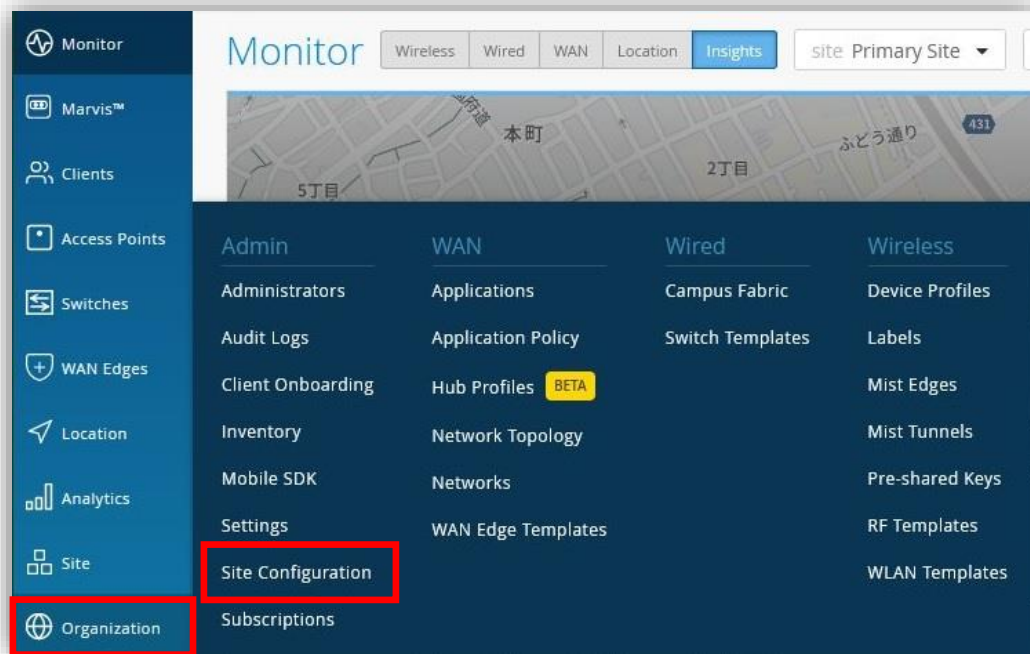 Monitor
Marvis™
Clients
Access Points
Switches
WAN Edges
Location
Analytics
Site
Organization
Monitor
Wireless Wired WAN Location Insights
site Primary Site
本町
ふどう通り
431
2丁目
5丁目
Admin
Administrators
Audit Logs
Client Onboarding
Inventory
Mobile SDK
Settings
Site Configuration
Subscriptions
WAN
Applications
Application Policy
Hub Profiles BETA
Network Topology
Networks
WAN Edge Templates
Wired
Campus Fabric
Switch Templates
Wireless
Device Profiles
Labels
Mist Edges
Mist Tunnels
Pre-shared Keys
RF Templates
WLAN Templates